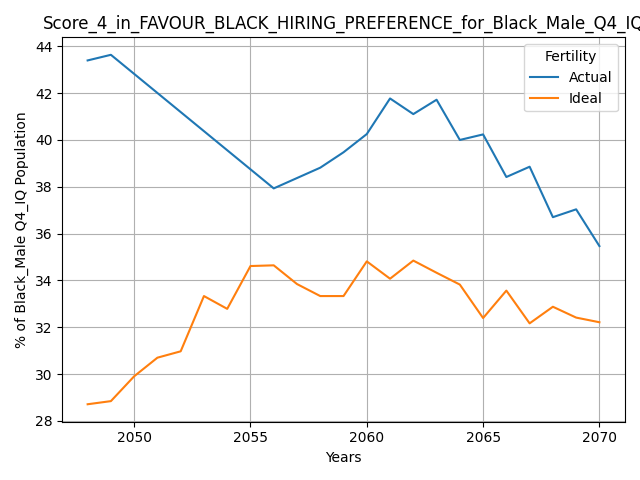 Score_4_in_FAVOUR_BLACK_HIRING_PREFERENCE_for_Black_Male_Q4_IQ
Fertility
Actual
Ideal
% of Black_Male Q4_IQ Population
44
42
40
38
36
34
32
30
28
2050
2055
2060
2065
2070
Years